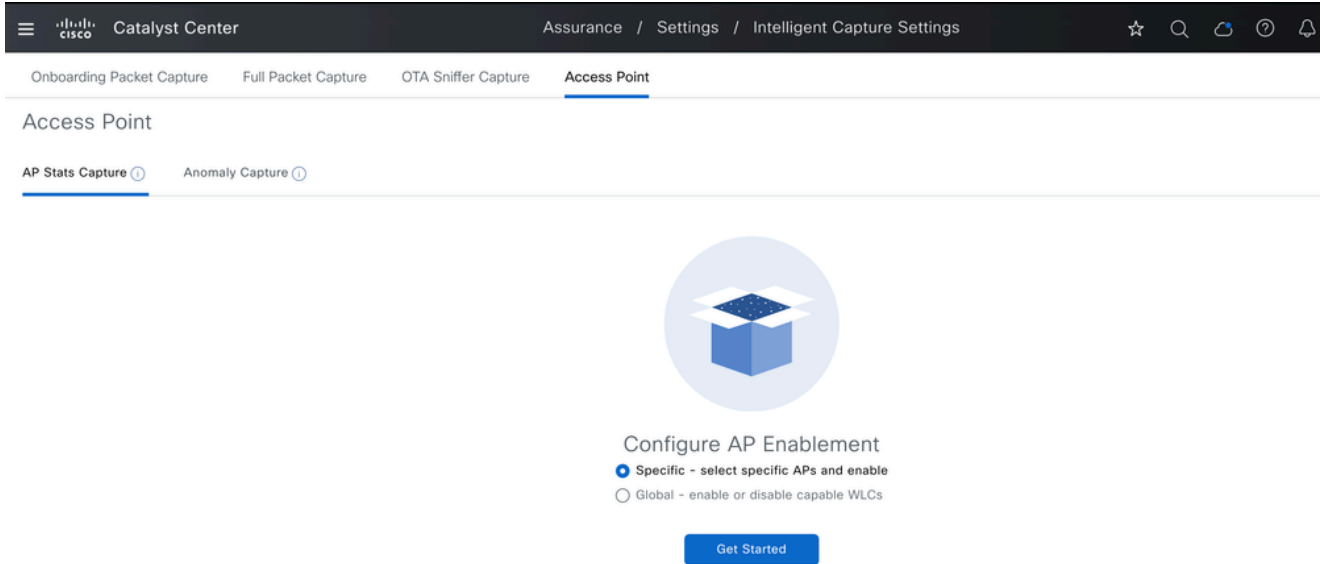 CISCO Catalyst Center Assurance / Settings / Intelligent Capture Settings
Onboarding Packet Capture Full Packet Capture OTA Sniffer Capture Access Point
Access Point
AP Stats Capture Anomaly Capture
Configure AP Enablement
Specific - select specific APs and enable
Global - enable or disable capable WLCs
Get Started